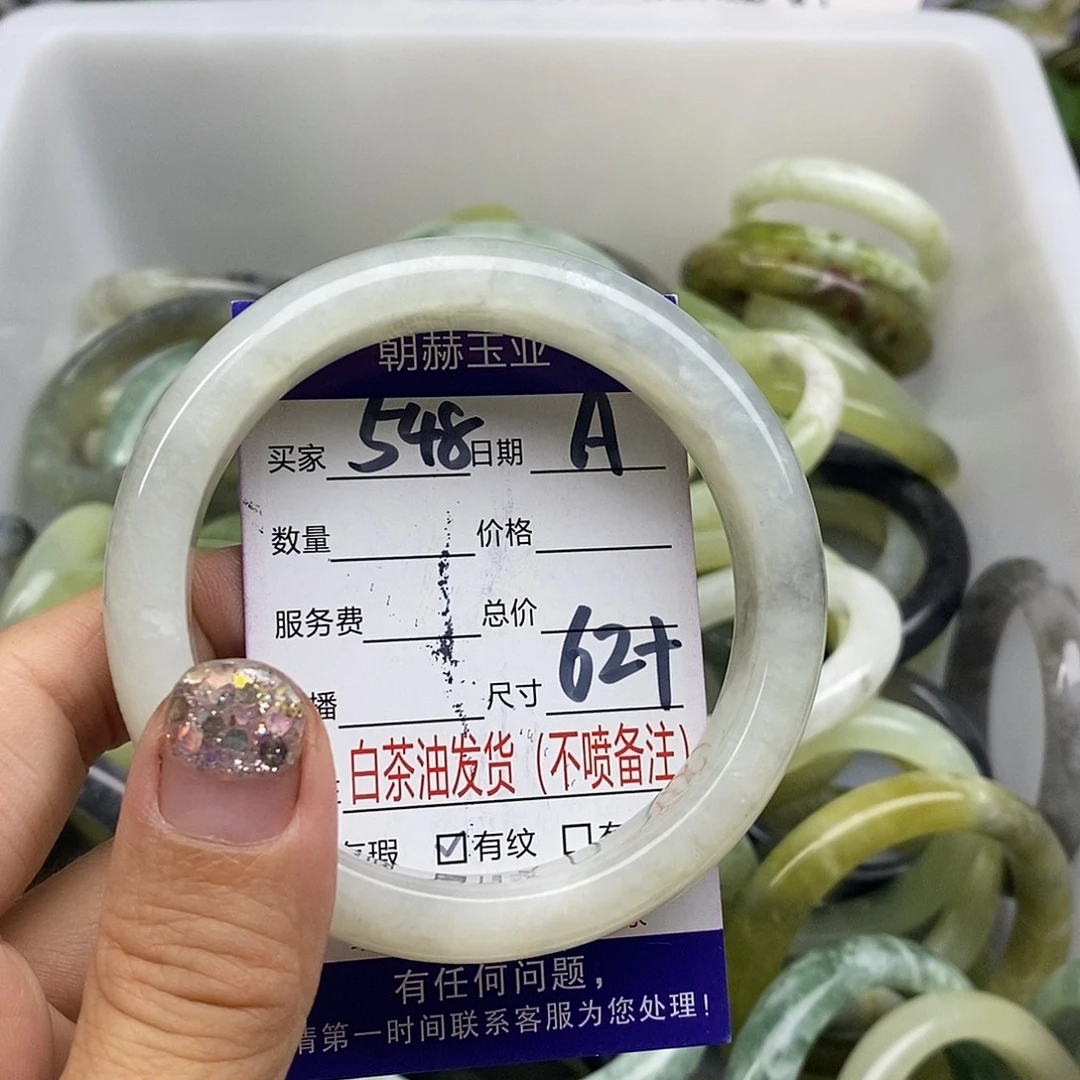 朝赫玉业
买家 548 日期 A
数量 价格
服务费 总价
播 尺寸 62+
白茶油发货（不喷备注）
瑕 ☑有纹 □有
有任何问题，
请第一时间联系客服为您处理！